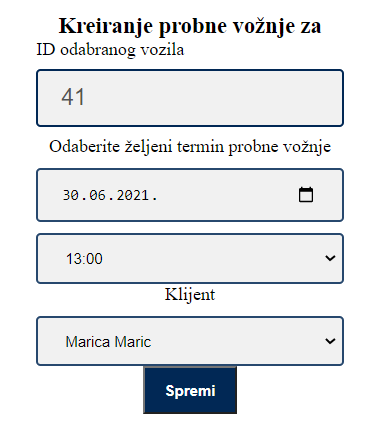 Kreiranje probne vožnje za
ID odabranog vozila
41
Odaberite željeni termin probne vožnje
30.06.2021.
13:00
Klijent
Marica Maric
Spremi